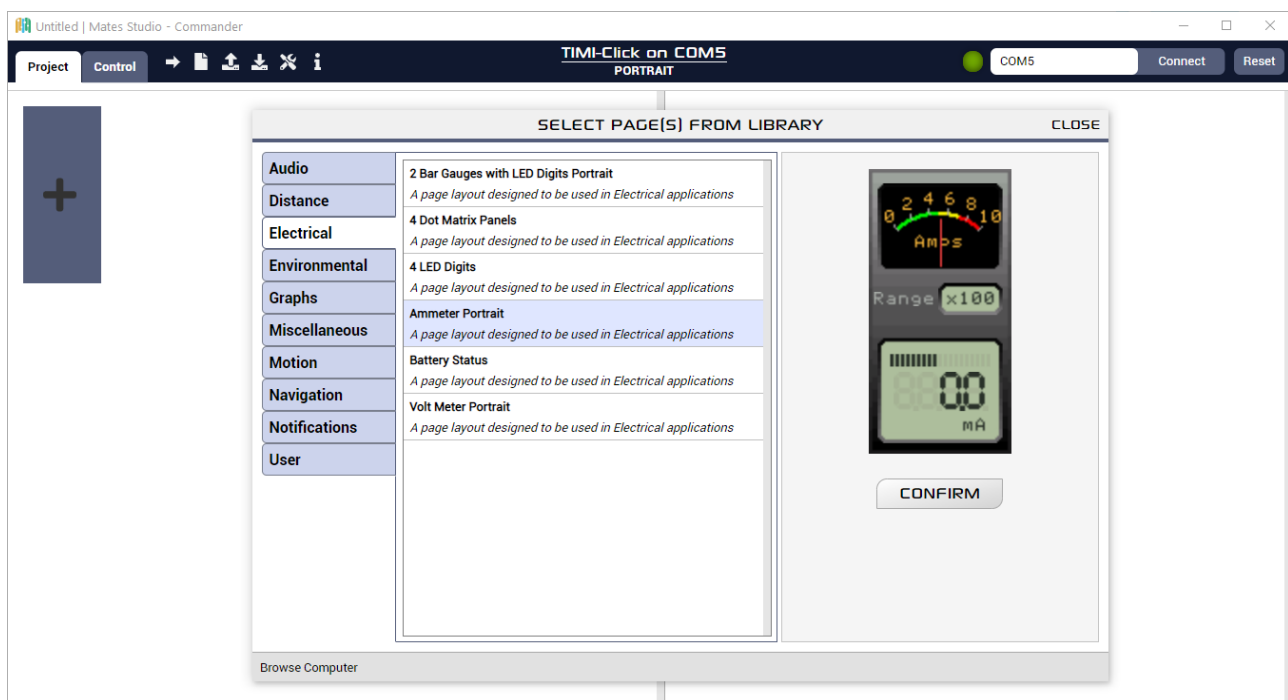 Untitled | Mates Studio - Commander
Project
Control
TIMI-Click on COM5
PORTRAIT
COM5
Connect
Reset
SELECT PAGE(S) FROM LIBRARY
CLOSE
Audio
Distance
Electrical
Environmental
Graphs
Miscellaneous
Motion
Navigation
Notifications
User
2 Bar Gauges with LED Digits Portrait
A page layout designed to be used in Electrical applications
4 Dot Matrix Panels
A page layout designed to be used in Electrical applications
4 LED Digits
A page layout designed to be used in Electrical applications
Ammeter Portrait
A page layout designed to be used in Electrical applications
Battery Status
A page layout designed to be used in Electrical applications
Volt Meter Portrait
A page layout designed to be used in Electrical applications
0 2 4 6 8 10
Amps
Range x100
0.0
mA
CONFIRM
Browse Computer